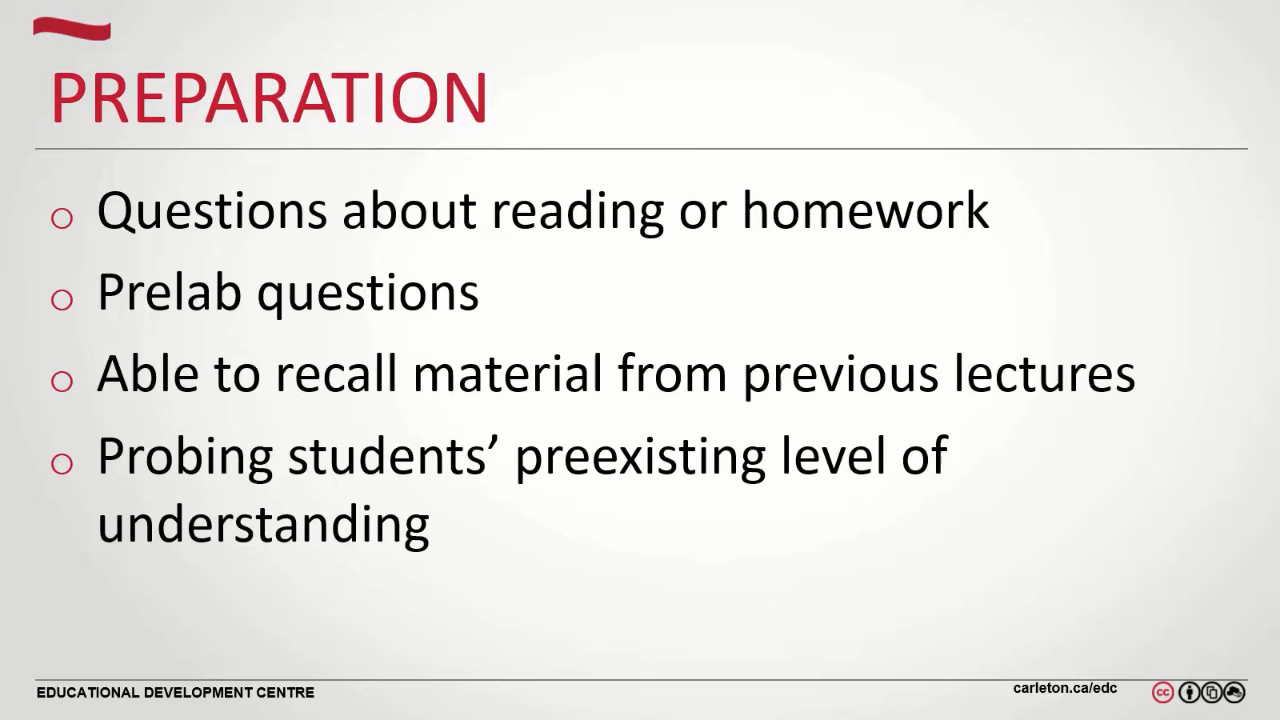 PREPARATION
o Questions about reading or homework
o Prelab questions
o Able to recall material from previous lectures
o Probing students’ preexisting level of
understanding
EDUCATIONAL DEVELOPMENT CENTRE
carleton.ca/edc
cc